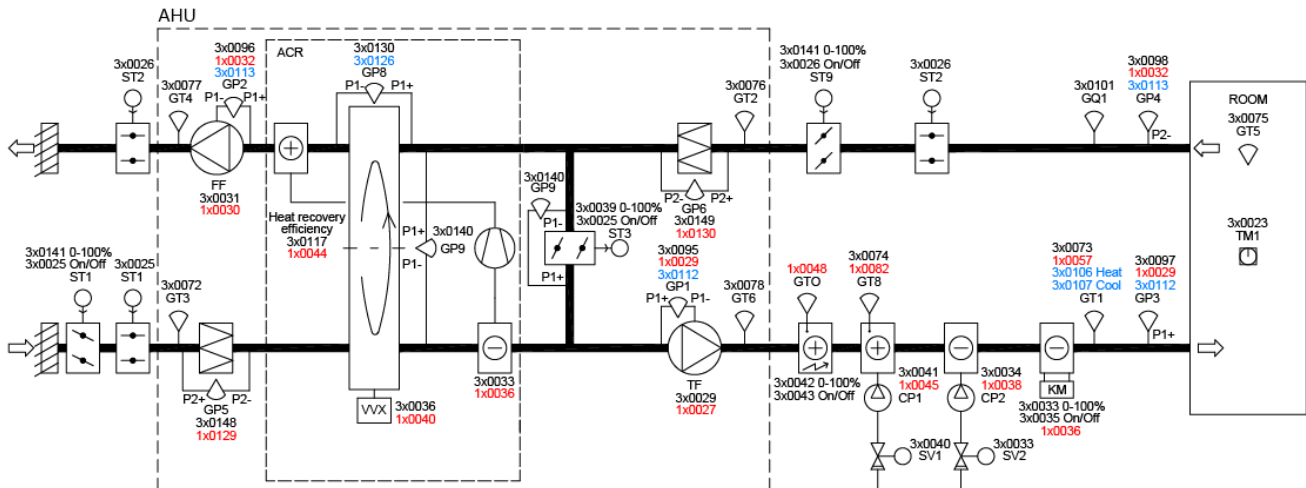 AHU
3x0026
ST2
3x0077
GT4
3x0096
1x0032
3x0113
GP2
P1-
P1+
FF
3x0031
1x0030
ACR
3x0130
3x0126
GP8
P1-
P1+
Heat recovery
efficiency
3x0117
1x0044
P1+
P1-
3x0140
GP9
3x0140
GP9
P1-
P1+
3x0039 0-100%
3x0025 On/Off
ST3
3x0076
GT2
P2-
P2+
GP6
3x0149
1x0130
3x0141 0-100%
3x0026 On/Off
ST9
3x0026
ST2
3x0101
GQ1
3x0098
1x0032
3x0113
GP4
P2-
ROOM
3x0075
GT5
3x0023
TM1
3x0141 0-100%
3x0025 On/Off
ST1
3x0025
ST1
3x0072
GT3
P2+
P2-
GP5
3x0148
1x0129
VVX
3x0036
1x0040
3x0033
1x0036
3x0095
1x0029
3x0112
GP1
P1+
P1-
TF
3x0029
1x0027
3x0078
GT6
1x0048
GTO
3x0042 0-100%
3x0043 On/Off
3x0074
1x0082
GT8
3x0041
1x0045
CP1
3x0040
SV1
3x0034
1x0038
CP2
3x0033
SV2
KM
3x0033 0-100%
3x0035 On/Off
1x0036
3x0073
1x0057
3x0106 Heat
3x0107 Cool
GT1
3x0097
1x0029
3x0112
GP3
P1+